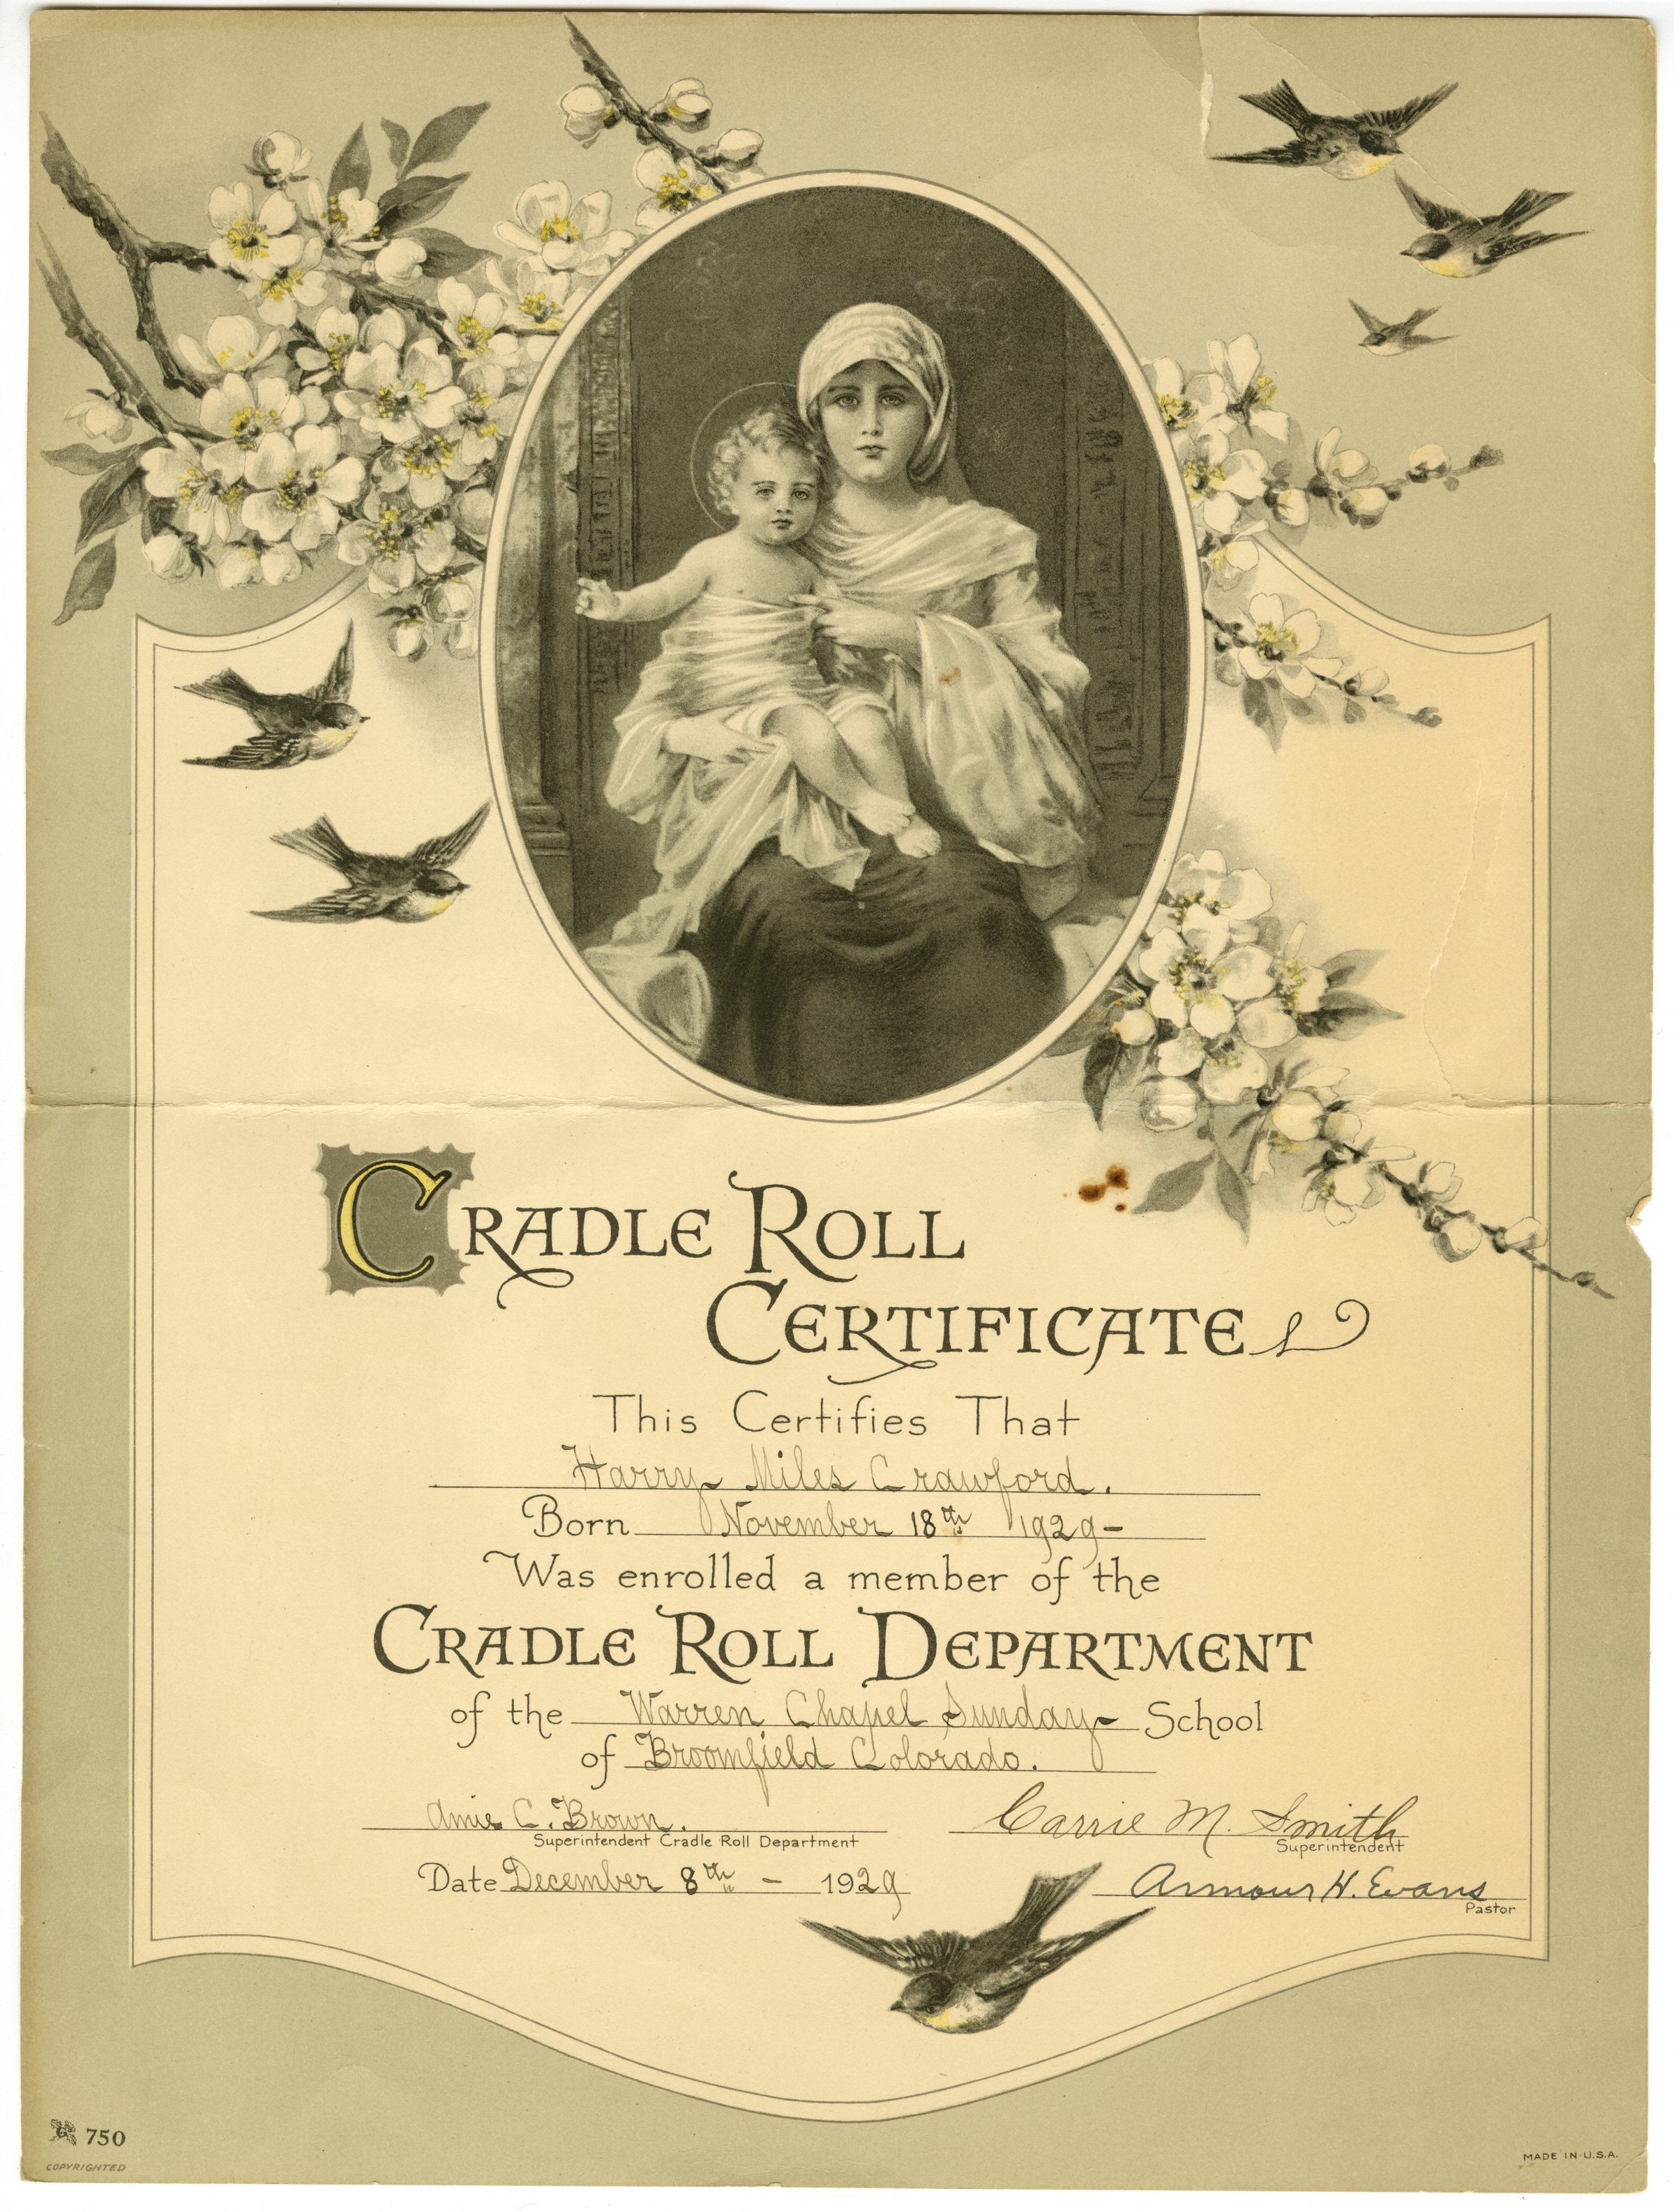 CRADLE ROLL
CERTIFICATE
This Certifies That
Harry Miles Crawford.
Born November 18th 1929-
Was enrolled a member of the
CRADLE ROLL DEPARTMENT
of the Warren Chapel Sunday- School
of Broomfield Colorado.
Amie C. Brown. Carrie M. Smith
Superintendent Cradle Roll Department Superintendent
Date December 8th - 1929 Armour H. Evans
Pastor
750
COPYRIGHTED
MADE IN U.S.A.